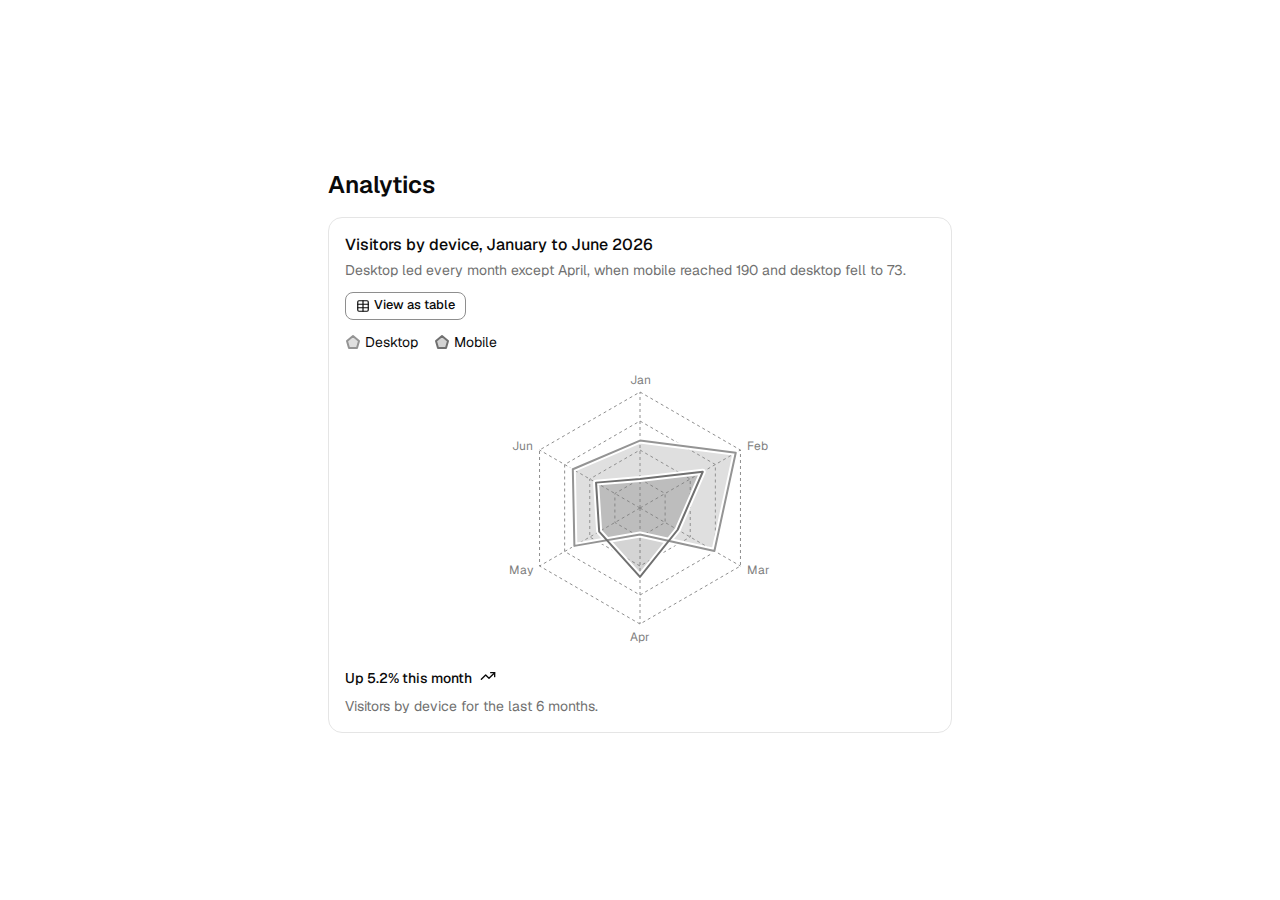 Analytics
Visitors by device, January to June 2026
Desktop led every month except April, when mobile reached 190 and desktop fell to 73.
View as table
Desktop Mobile
Jan
Jun Feb
May Mar
Apr
Up 5.2% this month
Visitors by device for the last 6 months.